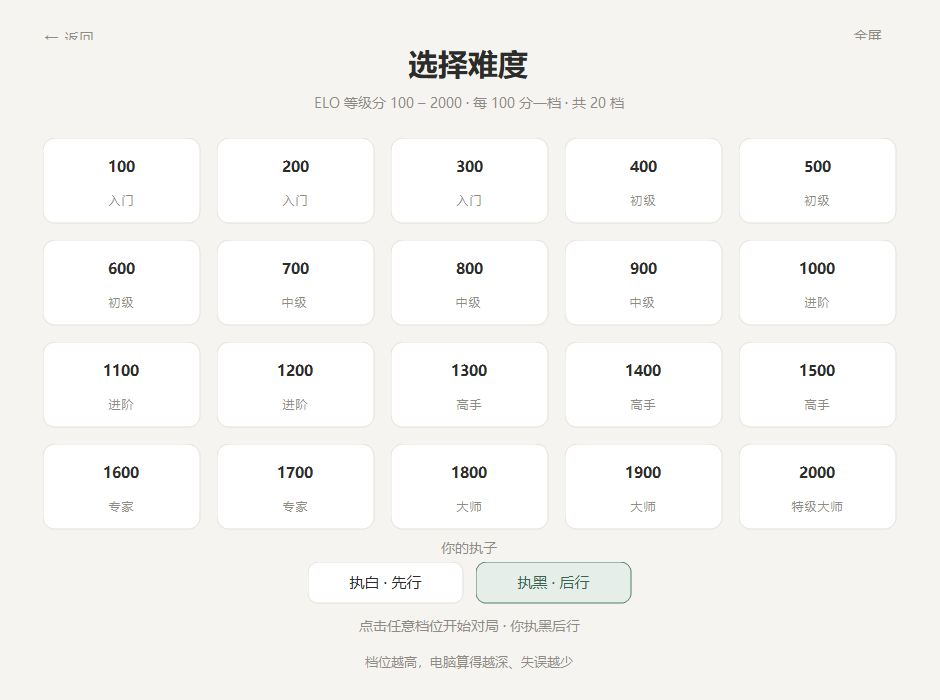 ← 返回
全屏
选择难度
ELO 等级分 100 – 2000 · 每 100 分一档 · 共 20 档
100 200 300 400 500
入门 入门 入门 初级 初级
600 700 800 900 1000
初级 中级 中级 中级 进阶
1100 1200 1300 1400 1500
进阶 进阶 高手 高手 高手
1600 1700 1800 1900 2000
专家 专家 大师 大师 特级大师
你的执子
执白 · 先行 执黑 · 后行
点击任意档位开始对局 · 你执黑后行
档位越高，电脑算得越深、失误越少